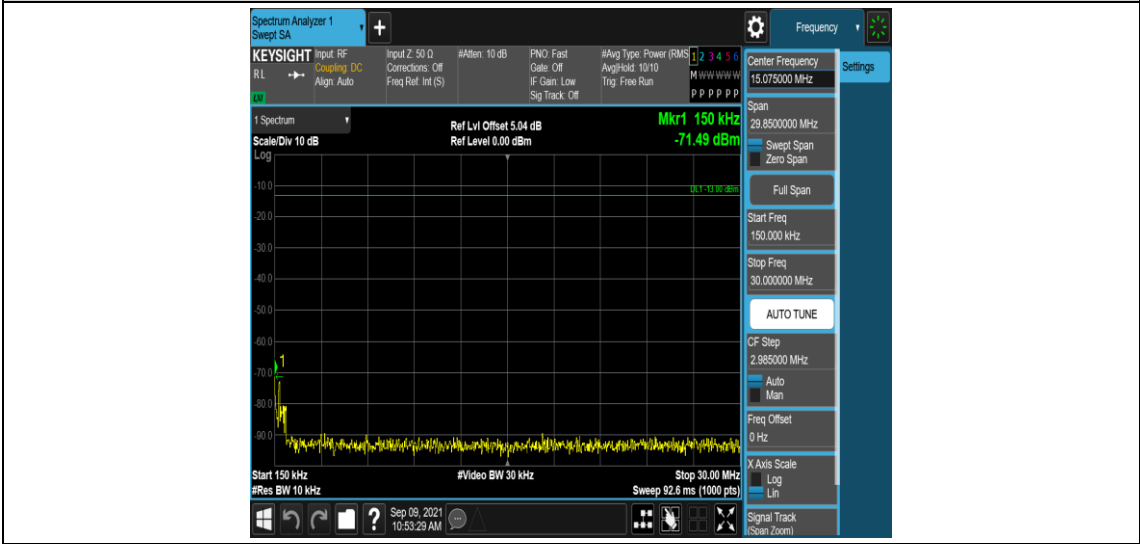 Spectrum Analyzer 1
Swept SA
+
Frequency
KEYSIGHT
RL
LNI
Input: RF
Coupling: DC
Align: Auto
Input Z: 50 Ω
Corrections: Off
Freq Ref: Int (S)
#Atten: 10 dB
PNO: Fast
Gate: Off
IF Gain: Low
Sig Track: Off
#Avg Type: Power (RMS
Avg|Hold: 10/10
Trig: Free Run
1 2 3 4 5 6
M W W W W W
P P P P P P
1 Spectrum
Scale/Div 10 dB
Log
Ref Lvl Offset 5.04 dB
Ref Level 0.00 dBm
Mkr1 150 kHz
-71.49 dBm
DL1 -13.00 dBm
-10.0
-20.0
-30.0
-40.0
-50.0
-60.0
1
-70.0
-80.0
-90.0
Start 150 kHz
#Res BW 10 kHz
#Video BW 30 kHz
Stop 30.00 MHz
Sweep 92.6 ms (1000 pts)
?
Sep 09, 2021
10:53:29 AM
Center Frequency
15.075000 MHz
Settings
Span
29.8500000 MHz
Swept Span
Zero Span
Full Span
Start Freq
150.000 kHz
Stop Freq
30.000000 MHz
AUTO TUNE
CF Step
2.985000 MHz
Auto
Man
Freq Offset
0 Hz
X Axis Scale
Log
Lin
Signal Track
(Span Zoom)